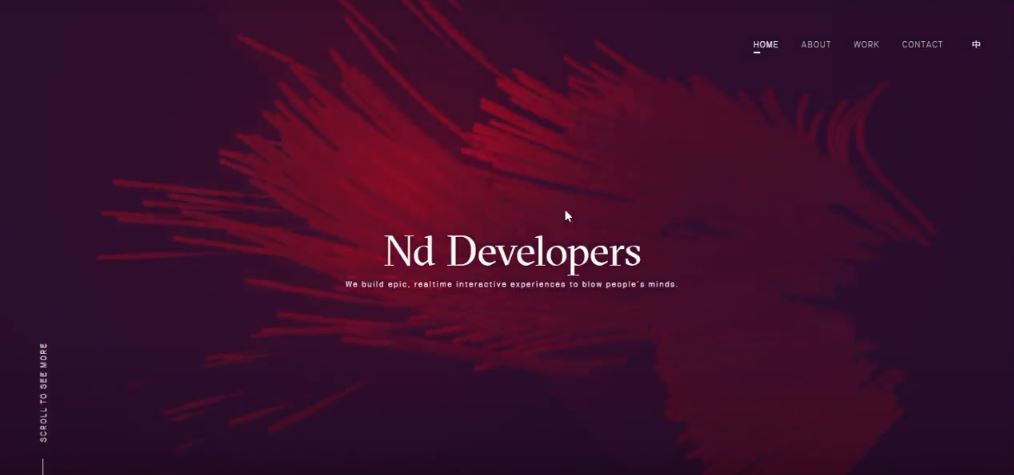 HOME ABOUT WORK CONTACT 中
Nd Developers
We build epic, realtime interactive experiences to blow people's minds.
SCROLL TO SEE MORE